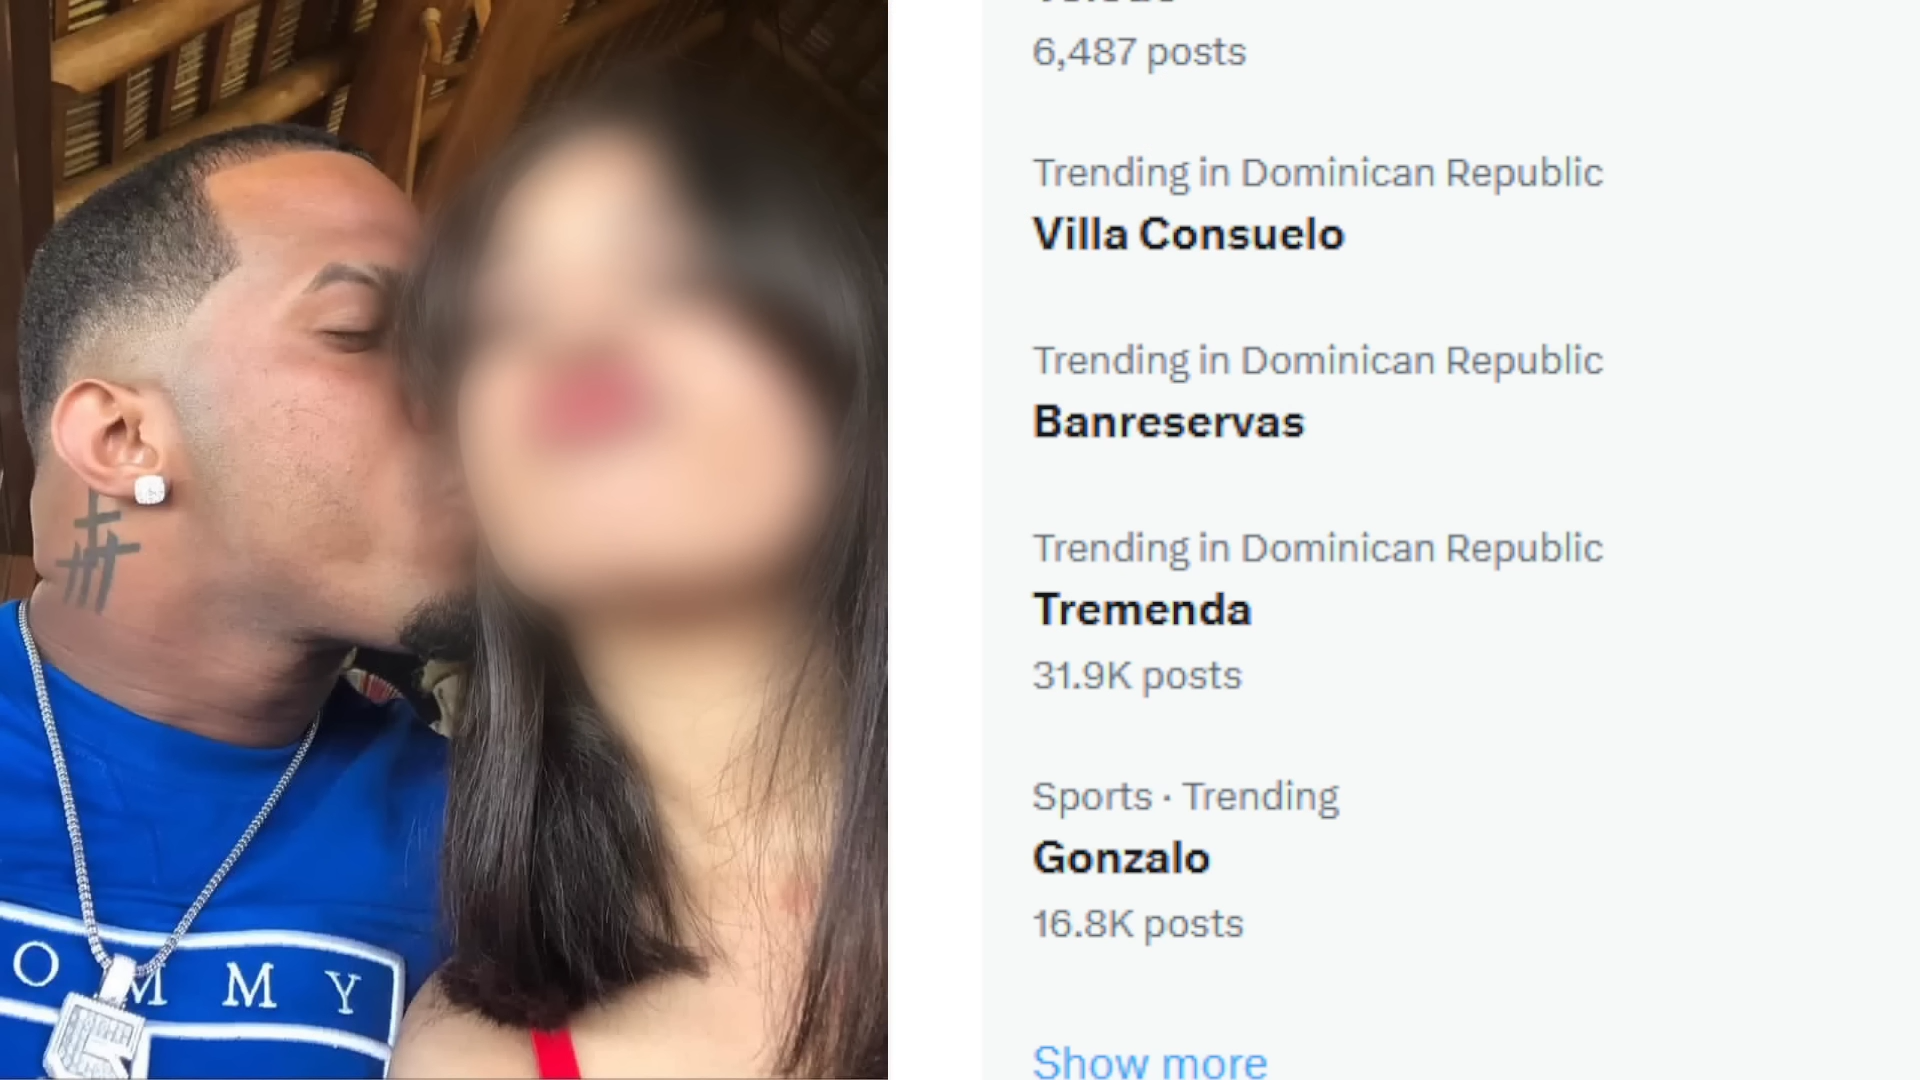 O M M Y
6,487 posts
Trending in Dominican Republic
Villa Consuelo
Trending in Dominican Republic
Banreservas
Trending in Dominican Republic
Tremenda
31.9K posts
Sports · Trending
Gonzalo
16.8K posts
Show more